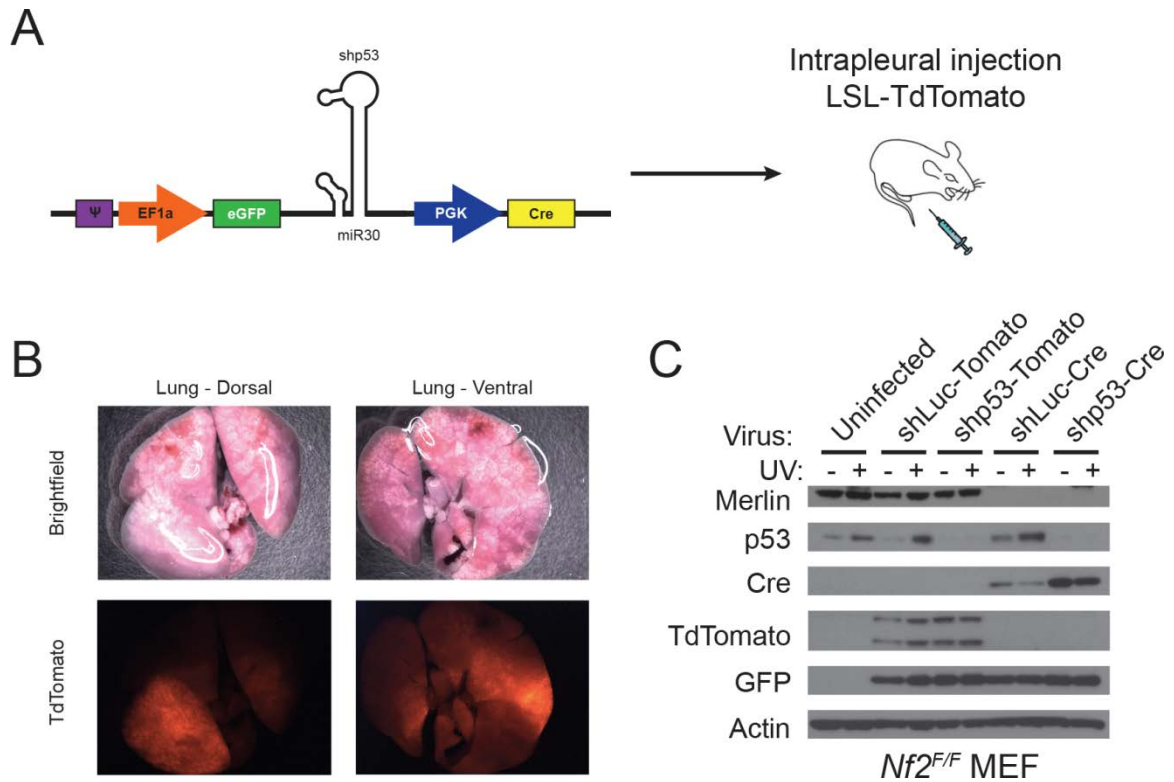 A
shp53
Ψ
EF1a
eGFP
miR30
PGK
Cre
Intrapleural injection
LSL-TdTomato
B
Lung - Dorsal
Lung - Ventral
Brightfield
TdTomato
C
Virus:
Uninfected
shLuc-Tomato
shp53-Tomato
shLuc-Cre
shp53-Cre
UV: - + - + - + - + - +
Merlin
p53
Cre
TdTomato
GFP
Actin
Nf2F/F MEF